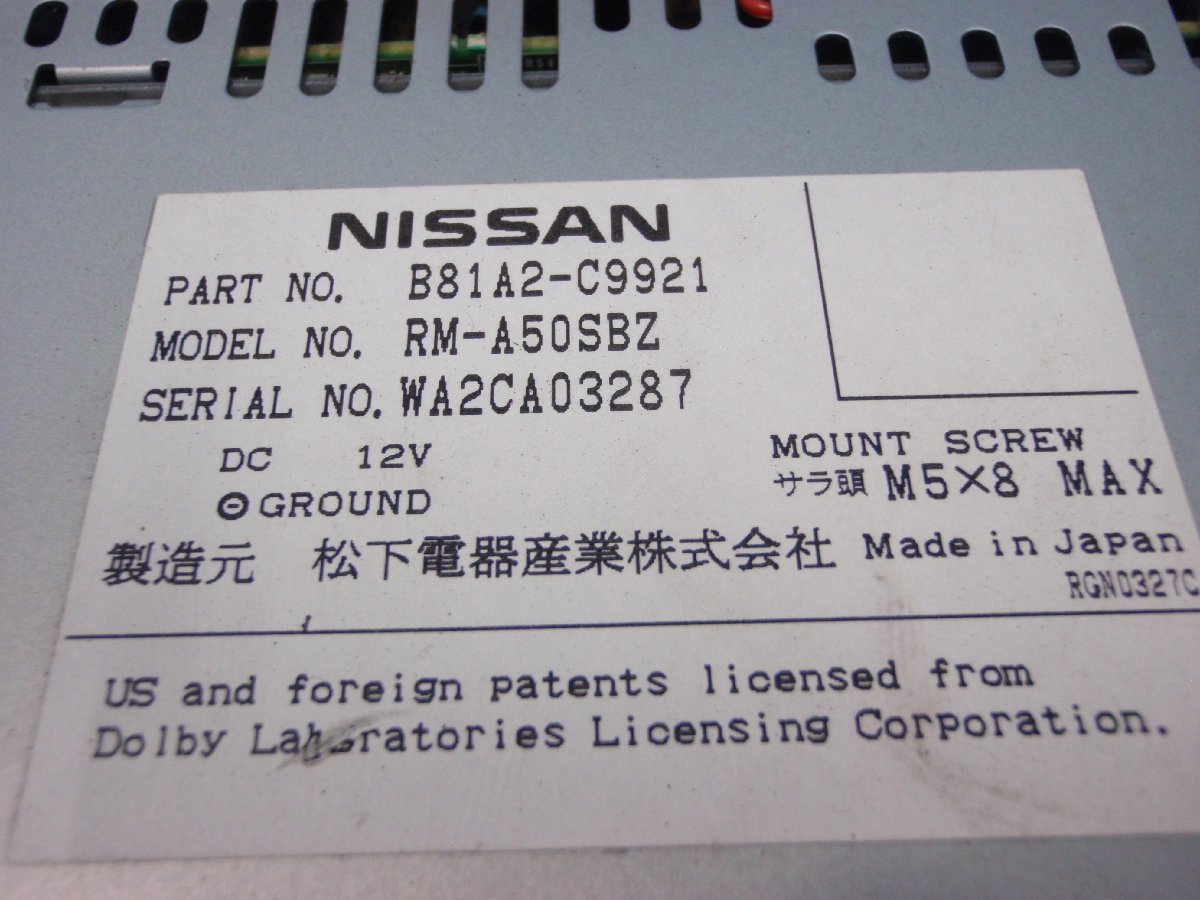 NISSAN
PART NO. B81A2-C9921
MODEL NO. RM-A50SBZ
SERIAL NO. WA2CA03287
DC 12V
⊖ GROUND
MOUNT SCREW
サラ頭 M5×8 MAX
製造元 松下電器産業株式会社 Made in Japan
RGN0327C
US and foreign patents licensed from
Dolby Laboratories Licensing Corporation.